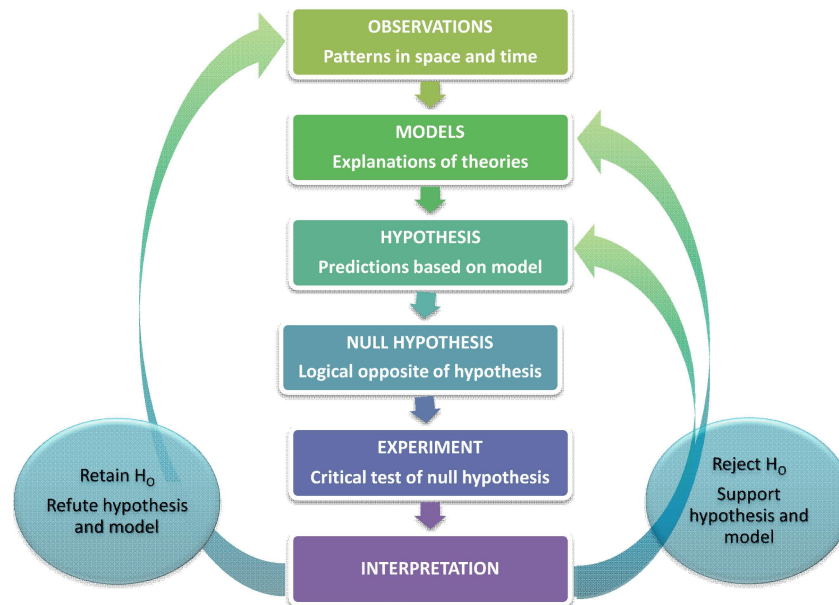 OBSERVATIONS
Patterns in space and time
MODELS
Explanations of theories
HYPOTHESIS
Predictions based on model
NULL HYPOTHESIS
Logical opposite of hypothesis
EXPERIMENT
Critical test of null hypothesis
INTERPRETATION
Retain H₀
Refute hypothesis
and model
Reject H₀
Support
hypothesis and
model